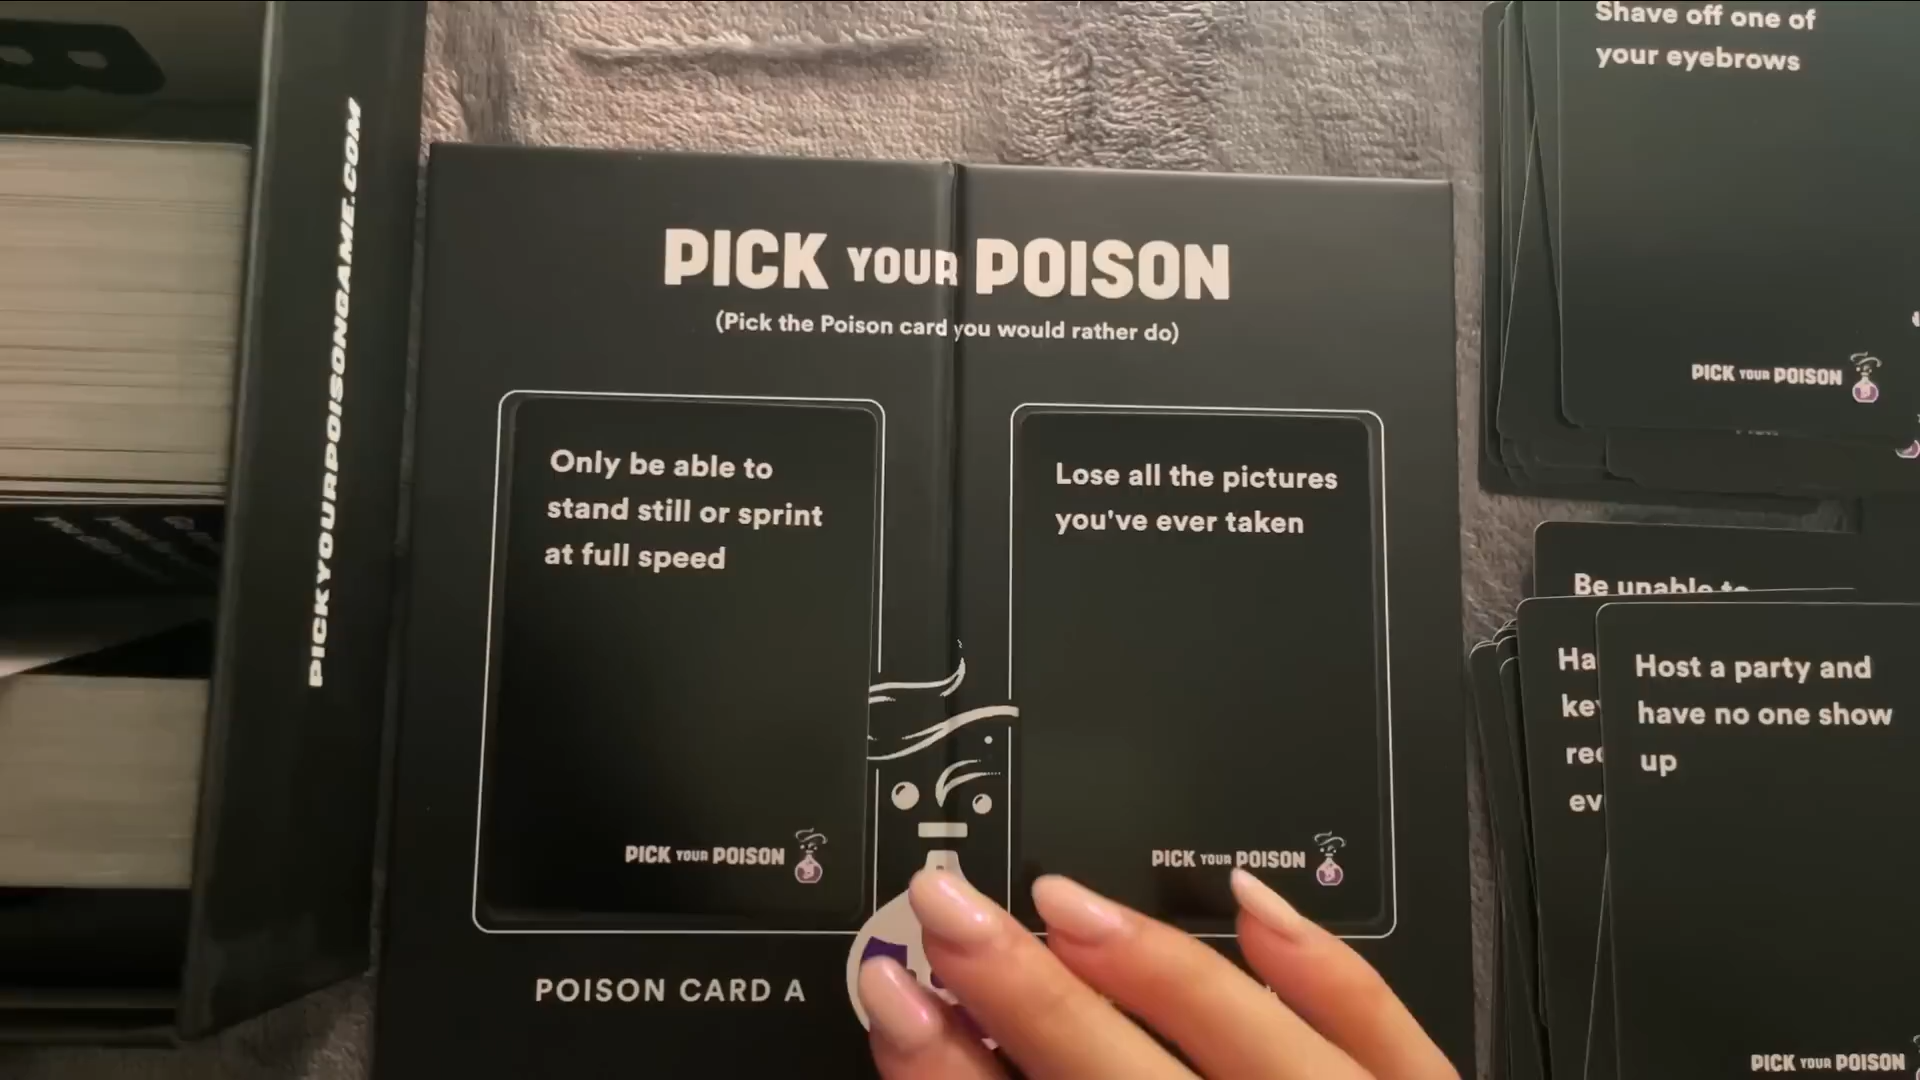 PICKYOURPOISONGAME.COM
PICK YOUR POISON
(Pick the Poison card you would rather do)
Only be able to
stand still or sprint
at full speed
PICK YOUR POISON
POISON CARD A
Lose all the pictures
you've ever taken
PICK YOUR POISON
Shave off one of
your eyebrows
PICK YOUR POISON
Be unable to
Host a party and
have no one show
up
PICK YOUR POISON